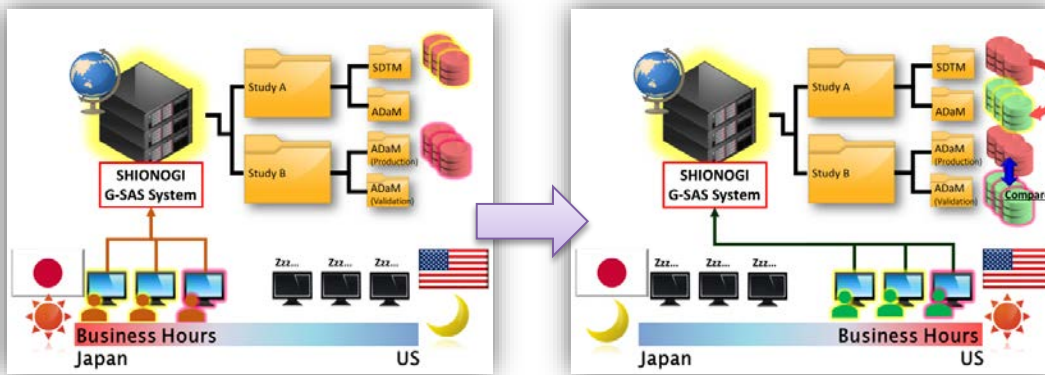 SDTM
Study A
ADaM
ADaM
(Production)
Study B
ADaM
(Validation)
SHIONOGI
G-SAS System
Zzz...
Zzz...
Zzz...
Business Hours
Japan
US
SDTM
Study A
ADaM
ADaM
(Production)
Study B
ADaM
(Validation)
Compare
SHIONOGI
G-SAS System
Zzz...
Zzz...
Zzz...
Business Hours
Japan
US